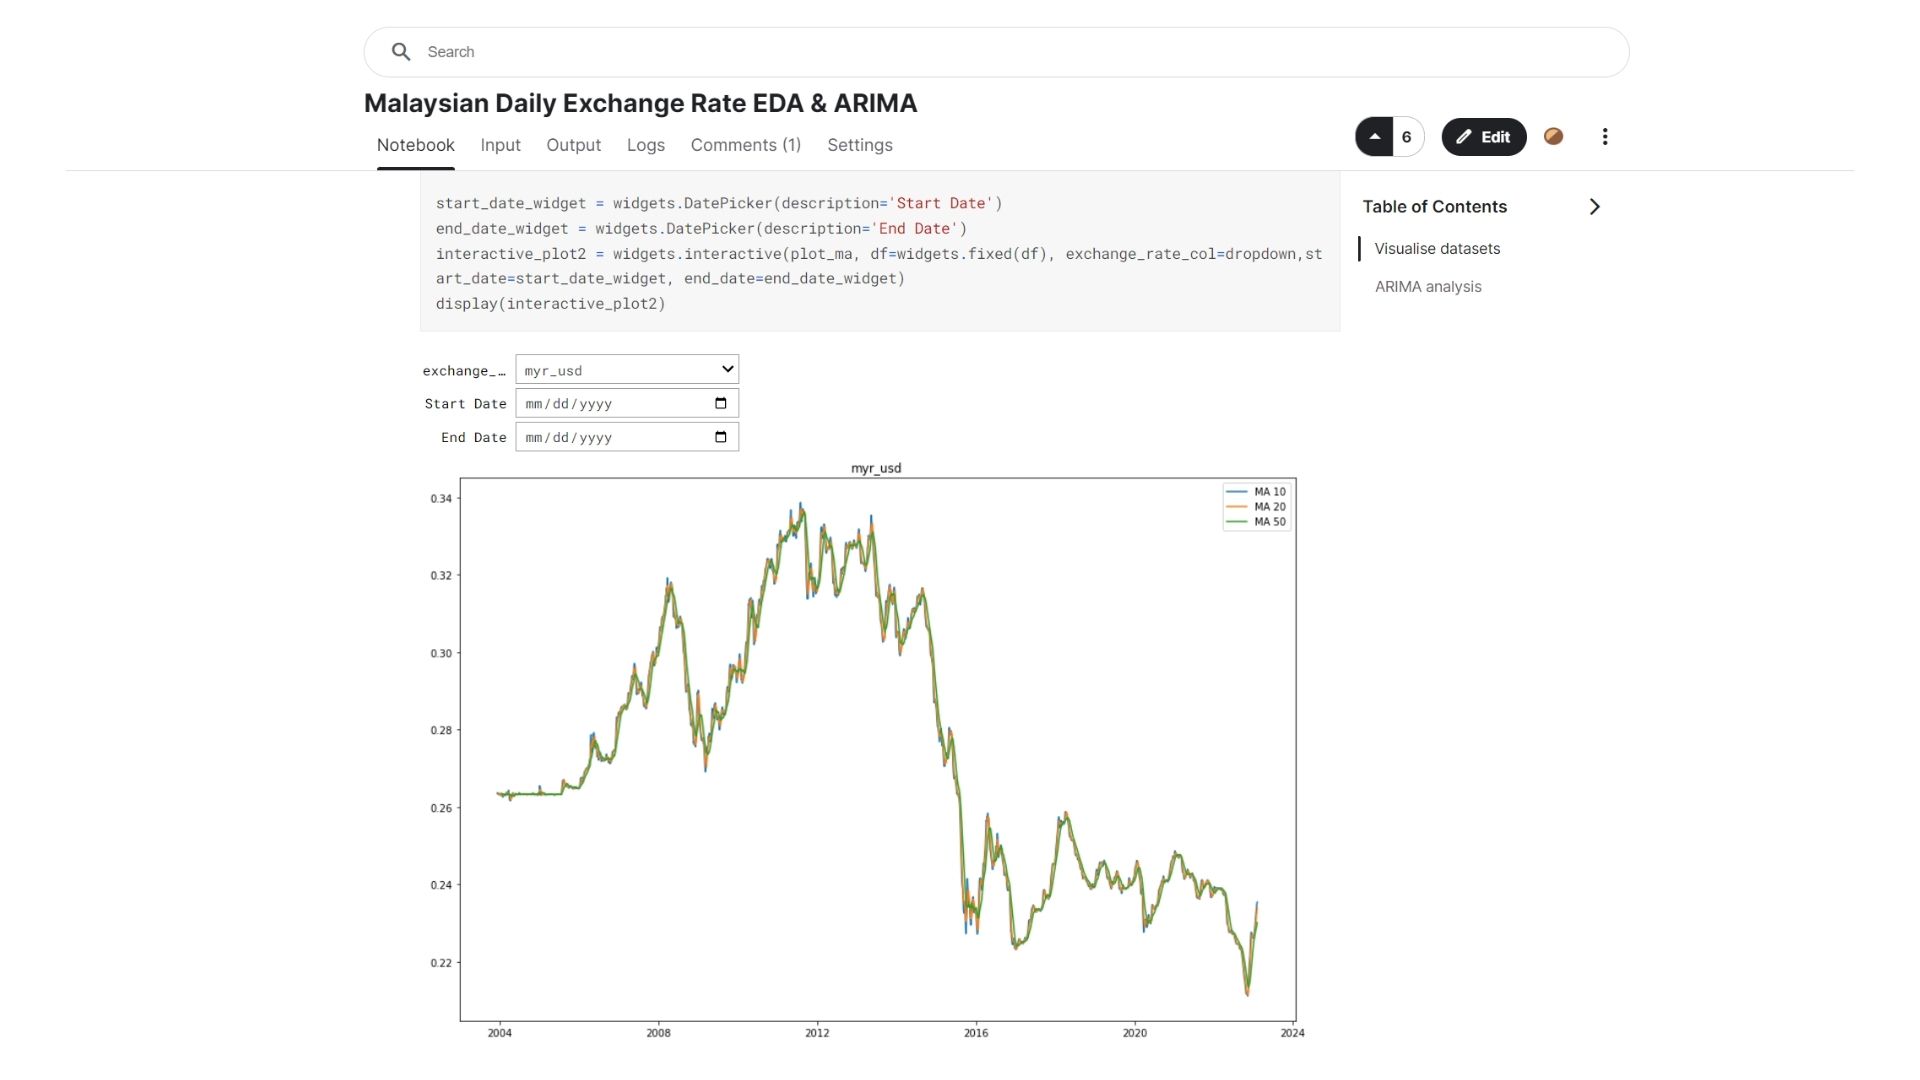 Search
Malaysian Daily Exchange Rate EDA & ARIMA
Notebook Input Output Logs Comments (1) Settings
6 Edit
start_date_widget = widgets.DatePicker(description='Start Date')
end_date_widget = widgets.DatePicker(description='End Date')
interactive_plot2 = widgets.interactive(plot_ma, df=widgets.fixed(df), exchange_rate_col=dropdown,st
art_date=start_date_widget, end_date=end_date_widget)
display(interactive_plot2)
Table of Contents
Visualise datasets
ARIMA analysis
exchange_… myr_usd
Start Date mm/dd/yyyy
End Date mm/dd/yyyy
myr_usd
MA 10
MA 20
MA 50
0.34
0.32
0.30
0.28
0.26
0.24
0.22
2004 2008 2012 2016 2020 2024